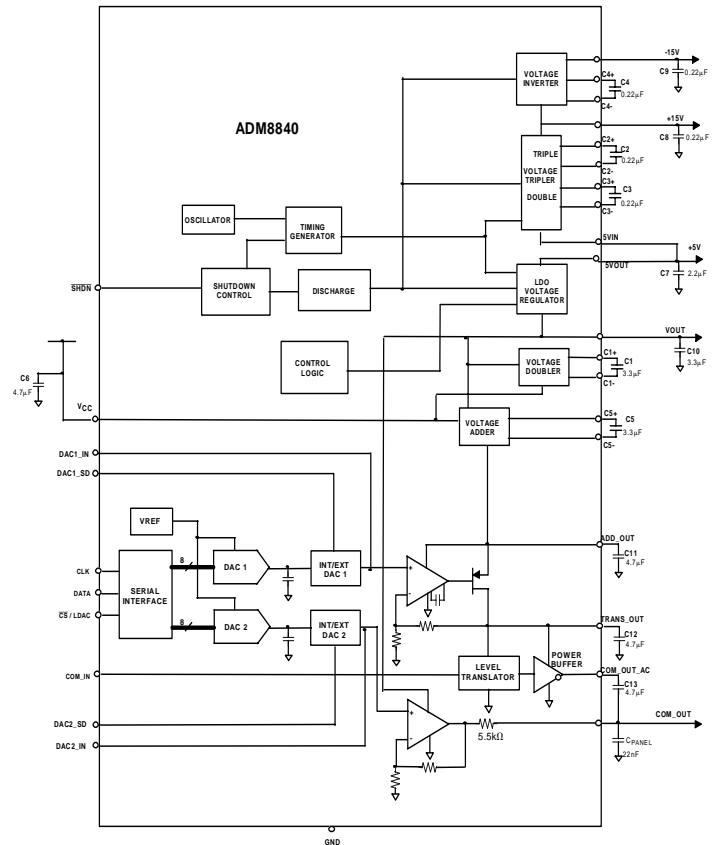 ADM8840
VOLTAGE
INVERTER
-15V
C9
0.22µF
C4+
C4
0.22µF
C4-
+15V
C8
0.22µF
TRIPLE
VOLTAGE
TRIPLER
DOUBLE
C2+
C2
0.22µF
C2-
C3+
C3
0.22µF
C3-
OSCILLATOR
TIMING
GENERATOR
5VIN
+5V
5VOUT
C7
2.2µF
SHDN
SHUTDOWN
CONTROL
DISCHARGE
LDO
VOLTAGE
REGULATOR
VOUT
C10
3.3µF
CONTROL
LOGIC
VOLTAGE
DOUBLER
C1+
C1
3.3µF
C1-
C6
4.7µF
VCC
VOLTAGE
ADDER
C5+
C5
3.3µF
C5-
DAC1_IN
DAC1_SD
VREF
CLK
DATA
CS / LDAC
SERIAL
INTERFACE
8
DAC 1
INT/EXT
DAC 1
+
-
ADD_OUT
C11
4.7µF
8
DAC 2
INT/EXT
DAC 2
TRANS_OUT
C12
4.7µF
COM_IN
LEVEL
TRANSLATOR
POWER
BUFFER
COM_OUT_AC
C13
4.7µF
DAC2_SD
DAC2_IN
+
-
5.5kΩ
COM_OUT
CPANEL
22nF
GND